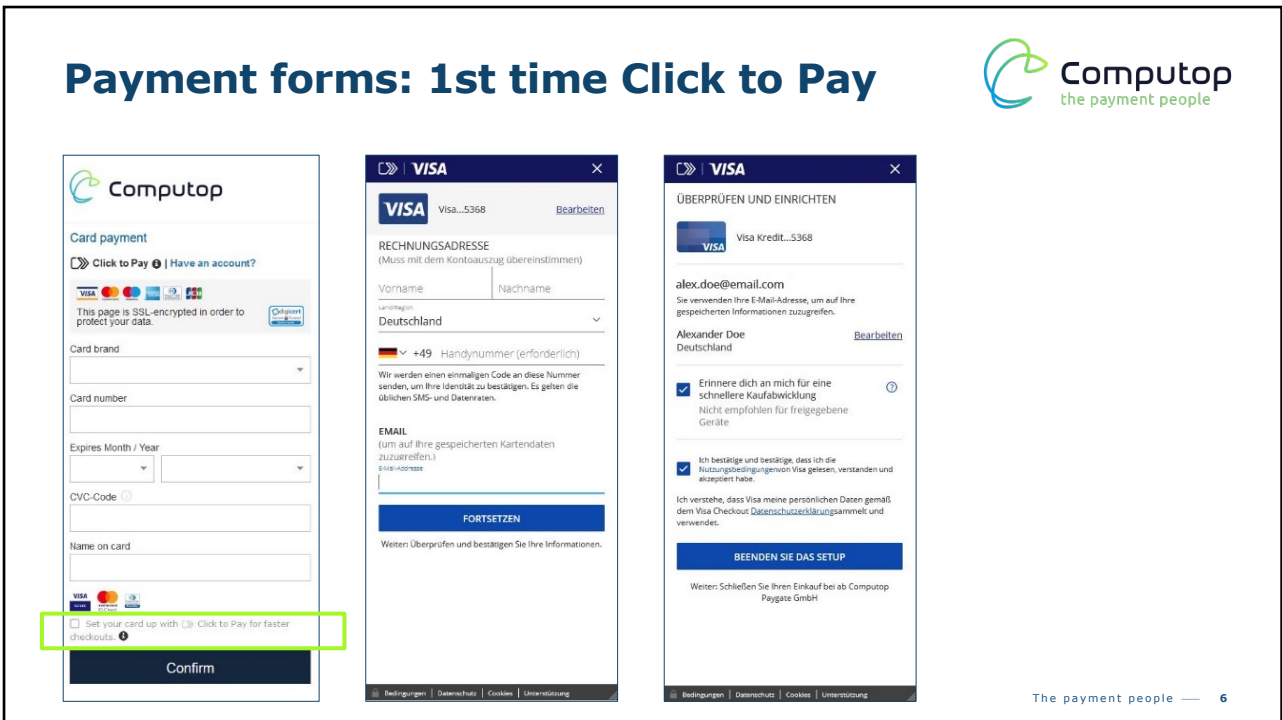 Payment forms: 1st time Click to Pay
Computop
the payment people
Computop
Card payment
Click to Pay | Have an account?
VISA
This page is SSL-encrypted in order to
protect your data.
Card brand
Card number
Expires Month / Year
CVC-Code
Name on card
VISA
Set your card up with Click to Pay for faster
checkouts.
Confirm
VISA
VISA Visa...5368 Bearbeiten
RECHNUNGSADRESSE
(Muss mit dem Kontoauszug übereinstimmen)
Vorname Nachname
Land/Region
Deutschland
+49 Handynummer (erforderlich)
Wir werden einen einmaligen Code an diese Nummer
senden, um Ihre Identität zu bestätigen. Es gelten die
üblichen SMS- und Datenraten.
EMAIL
(um auf Ihre gespeicherten Kartendaten
zuzugreifen.)
E-Mail-Addresse
FORTSETZEN
Weiter: Überprüfen und bestätigen Sie Ihre Informationen.
Bedingungen | Datenschutz | Cookies | Unterstützung
VISA
ÜBERPRÜFEN UND EINRICHTEN
VISA Visa Kredit...5368
alex.doe@email.com
Sie verwenden Ihre E-Mail-Adresse, um auf Ihre
gespeicherten Informationen zuzugreifen.
Alexander Doe Bearbeiten
Deutschland
Erinnere dich an mich für eine
schnellere Kaufabwicklung
Nicht empfohlen für freigegebene
Geräte
Ich bestätige und bestätige, dass ich die
Nutzungsbedingungenvon Visa gelesen, verstanden und
akzeptiert habe.
Ich verstehe, dass Visa meine persönlichen Daten gemäß
dem Visa Checkout Datenschutzerklärungsammelt und
verwendet.
BEENDEN SIE DAS SETUP
Weiter: Schließen Sie Ihren Einkauf bei ab Computop
Paygate GmbH
Bedingungen | Datenschutz | Cookies | Unterstützung
The payment people — 6